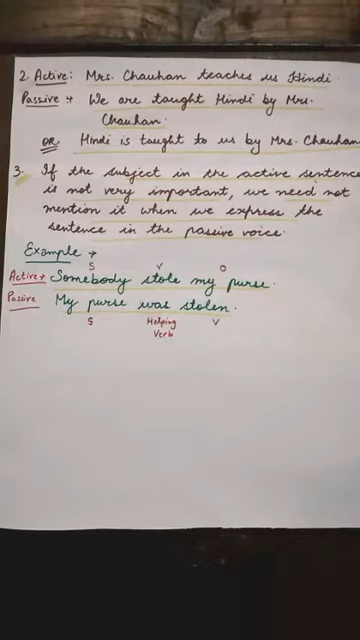 2. Active: Mrs. Chauhan teaches us Hindi.
Passive → We are taught Hindi by Mrs.
Chauhan.
OR Hindi is taught to us by Mrs. Chauhan
3. If the subject in the active sentence
is not very important, we need not
mention it when we express the
sentence in the passive voice.
Example →
S V O
Active → Somebody stole my purse.
Passive My purse was stolen.
S Helping V
Verb